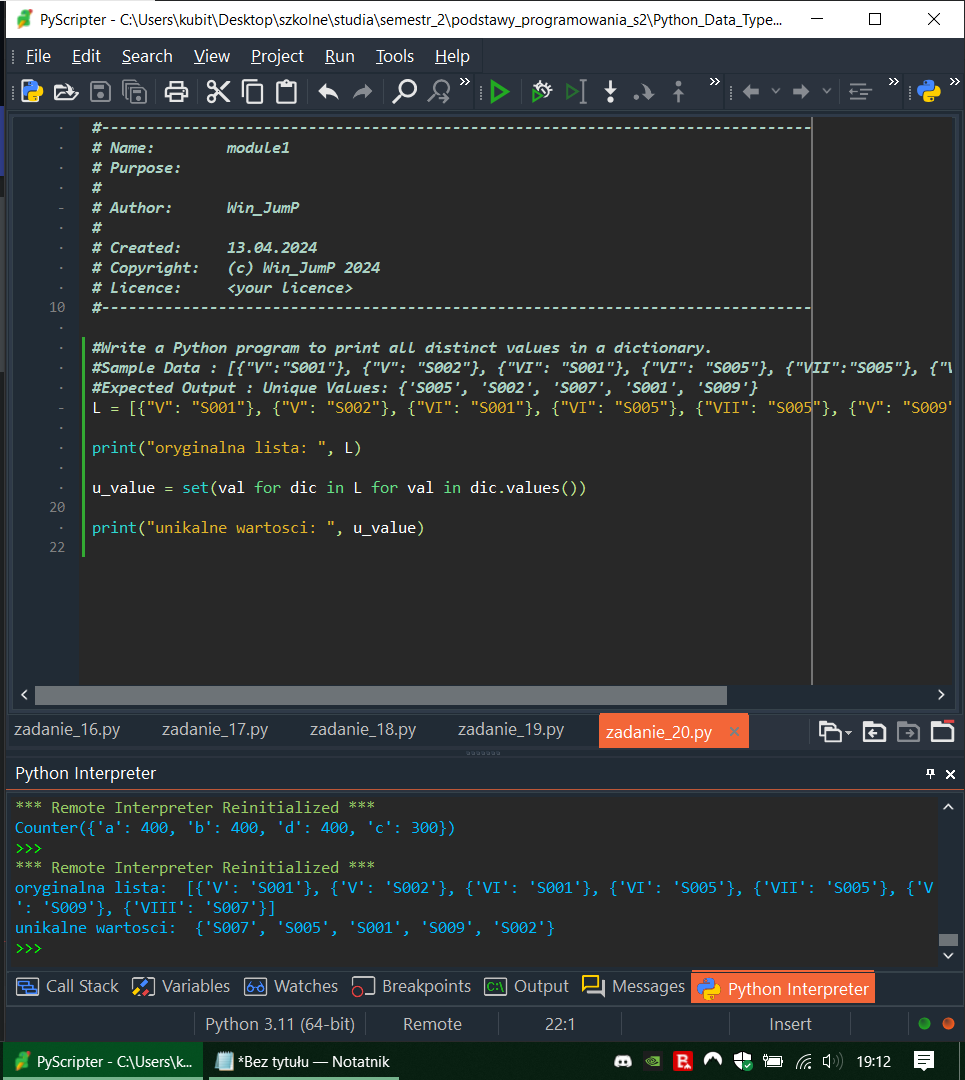 PyScripter - C:\Users\kubit\Desktop\szkolne\studia\semestr_2\podstawy_programowania_s2\Python_Data_Type...
File Edit Search View Project Run Tools Help
#------------------------------------------------------------------------------
# Name:        module1
# Purpose:
#
# Author:      Win_JumP
#
# Created:     13.04.2024
# Copyright:   (c) Win_JumP 2024
# Licence:     <your licence>
10 #------------------------------------------------------------------------------
#Write a Python program to print all distinct values in a dictionary.
#Sample Data : [{"V":"S001"}, {"V": "S002"}, {"VI": "S001"}, {"VI": "S005"}, {"VII":"S005"}, {"V
#Expected Output : Unique Values: {'S005', 'S002', 'S007', 'S001', 'S009'}
L = [{"V": "S001"}, {"V": "S002"}, {"VI": "S001"}, {"VI": "S005"}, {"VII": "S005"}, {"V": "S009"
print("oryginalna lista: ", L)
u_value = set(val for dic in L for val in dic.values())
20
print("unikalne wartosci: ", u_value)
22
zadanie_16.py zadanie_17.py zadanie_18.py zadanie_19.py zadanie_20.py
Python Interpreter
*** Remote Interpreter Reinitialized ***
Counter({'a': 400, 'b': 400, 'd': 400, 'c': 300})
>>>
*** Remote Interpreter Reinitialized ***
oryginalna lista:  [{'V': 'S001'}, {'V': 'S002'}, {'VI': 'S001'}, {'VI': 'S005'}, {'VII': 'S005'}, {'V
': 'S009'}, {'VIII': 'S007'}]
unikalne wartosci:  {'S007', 'S005', 'S001', 'S009', 'S002'}
>>>
Call Stack Variables Watches Breakpoints Output Messages Python Interpreter
Python 3.11 (64-bit) Remote 22:1 Insert
PyScripter - C:\Users\k... *Bez tytułu — Notatnik 19:12